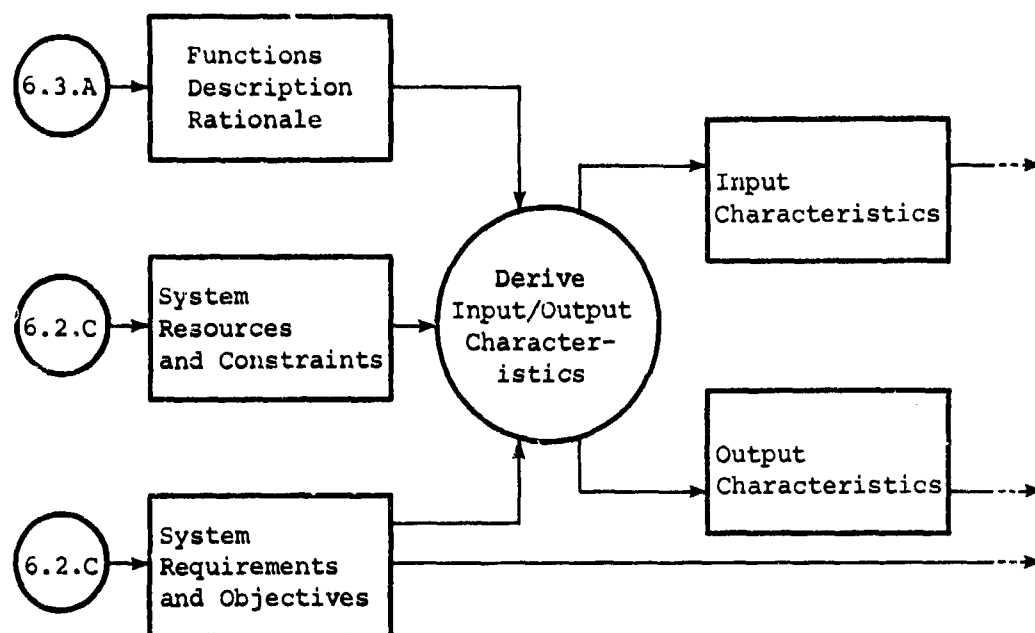 6.3.A
Functions
Description
Rationale
Input
Characteristics
6.2.C
System
Resources
and Constraints
Derive
Input/Output
Character-
istics
Output
Characteristics
6.2.C
System
Requirements
and Objectives